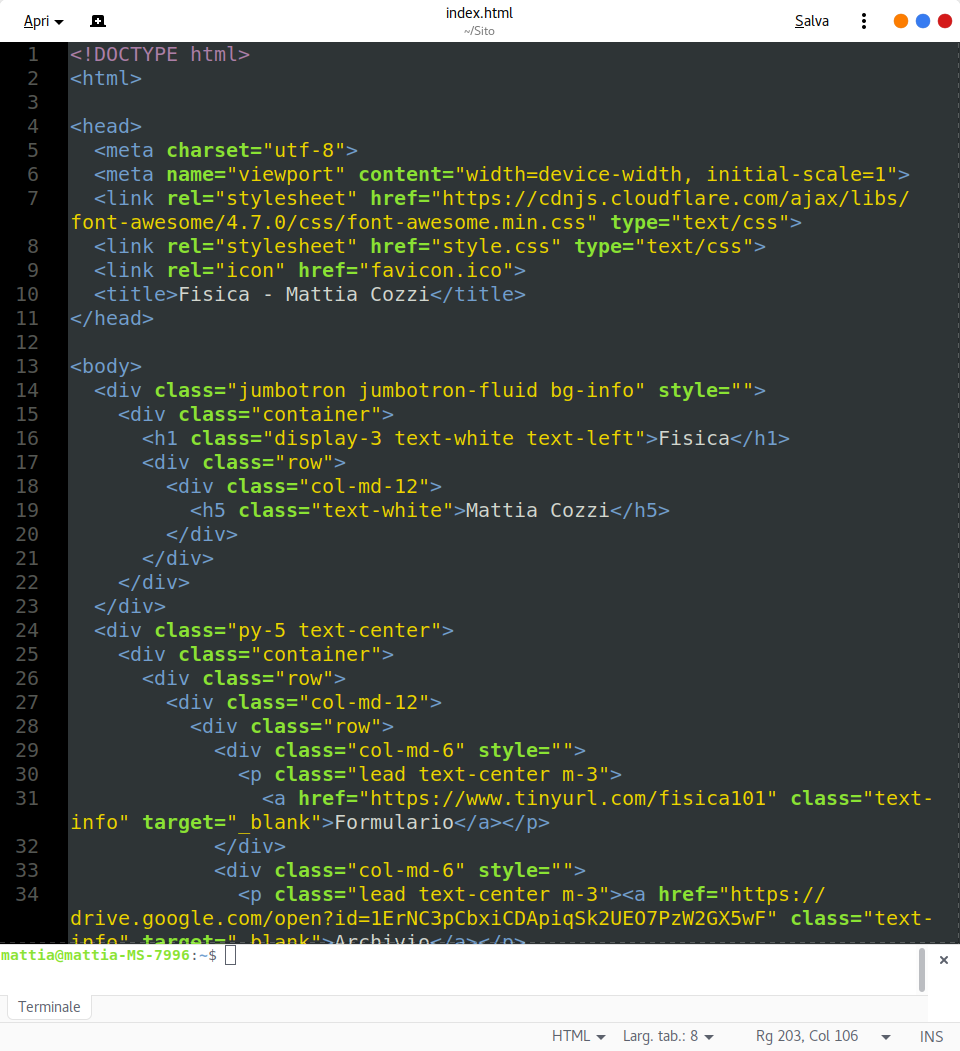 Apri
index.html
~/Sito
Salva
1 <!DOCTYPE html>
2 <html>
3
4 <head>
5   <meta charset="utf-8">
6   <meta name="viewport" content="width=device-width, initial-scale=1">
7   <link rel="stylesheet" href="https://cdnjs.cloudflare.com/ajax/libs/
font-awesome/4.7.0/css/font-awesome.min.css" type="text/css">
8   <link rel="stylesheet" href="style.css" type="text/css">
9   <link rel="icon" href="favicon.ico">
10   <title>Fisica - Mattia Cozzi</title>
11 </head>
12
13 <body>
14   <div class="jumbotron jumbotron-fluid bg-info" style="">
15     <div class="container">
16       <h1 class="display-3 text-white text-left">Fisica</h1>
17       <div class="row">
18         <div class="col-md-12">
19           <h5 class="text-white">Mattia Cozzi</h5>
20         </div>
21       </div>
22     </div>
23   </div>
24   <div class="py-5 text-center">
25     <div class="container">
26       <div class="row">
27         <div class="col-md-12">
28           <div class="row">
29             <div class="col-md-6" style="">
30               <p class="lead text-center m-3">
31                 <a href="https://www.tinyurl.com/fisica101" class="text-
info" target="_blank">Formulario</a></p>
32             </div>
33             <div class="col-md-6" style="">
34               <p class="lead text-center m-3"><a href="https://
drive.google.com/open?id=1ErNC3pCbxiCDApiqSk2UEO7PzW2GX5wF" class="text-
info" target="_blank">Archivio</a></p>
mattia@mattia-MS-7996:~$
Terminale
HTML
Larg. tab.: 8
Rg 203, Col 106
INS